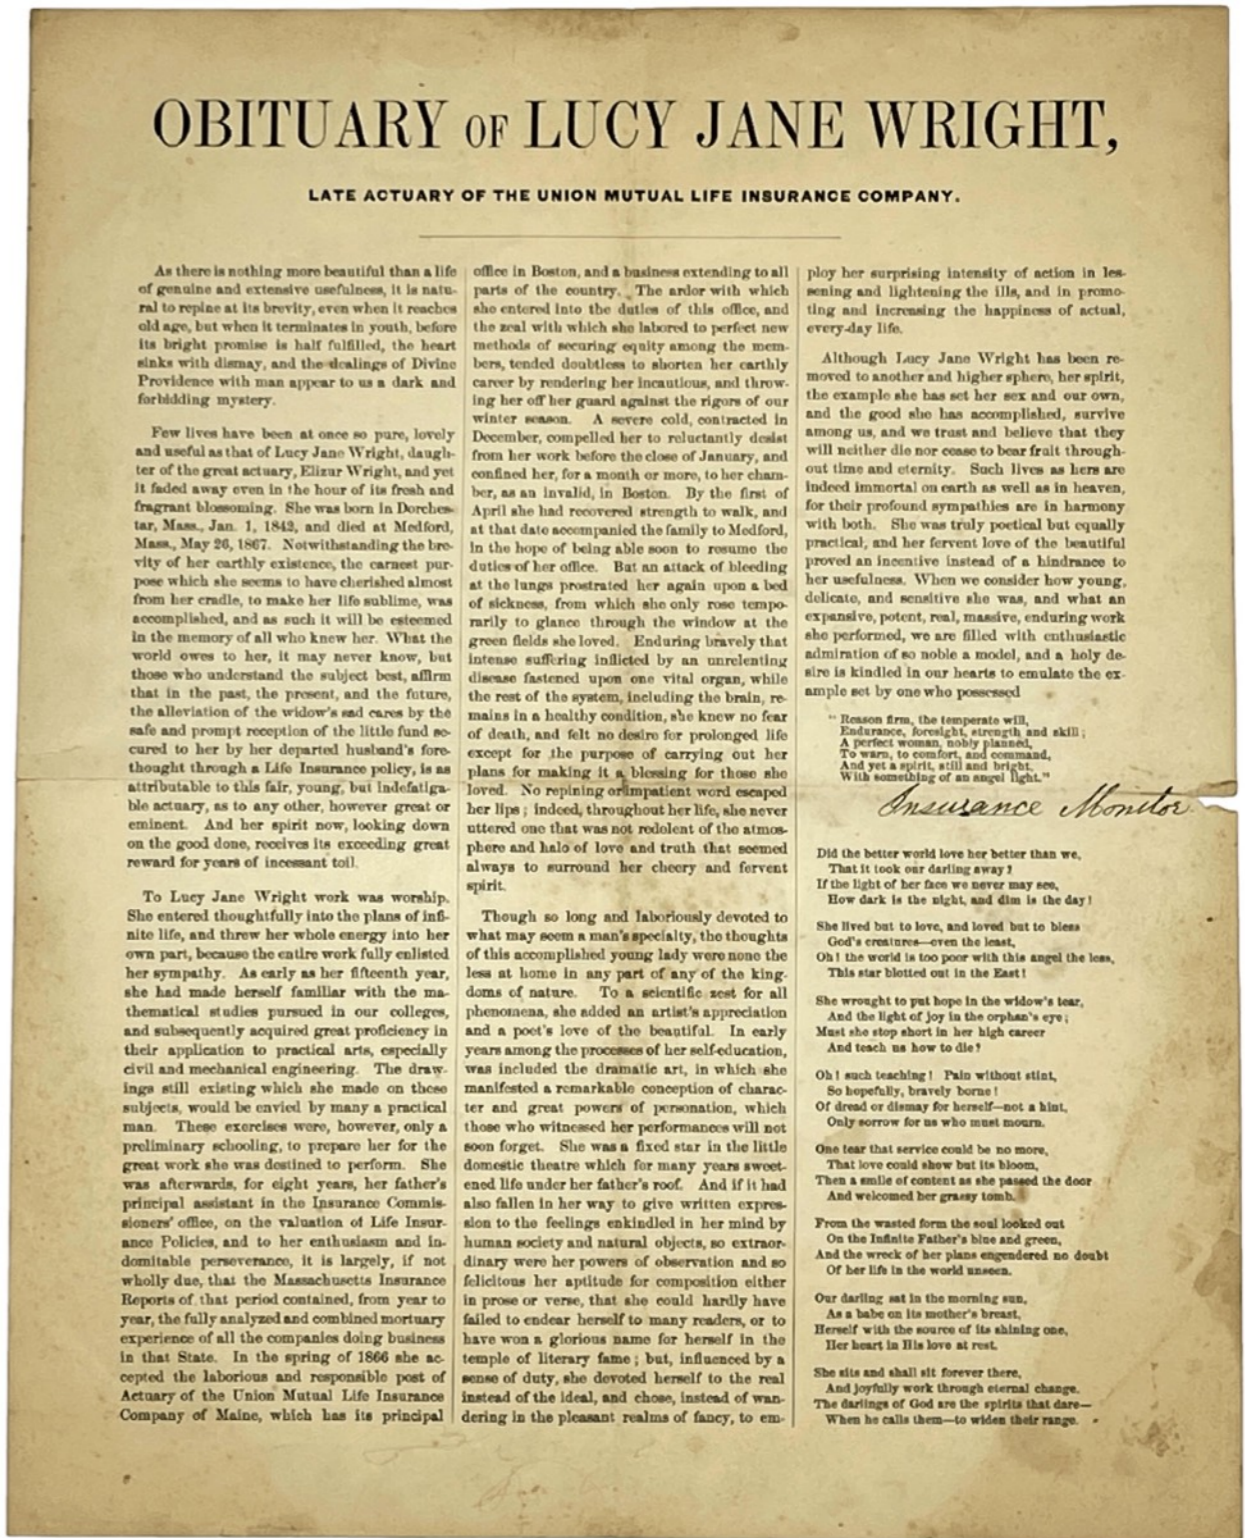 OBITUARY OF LUCY JANE WRIGHT,
LATE ACTUARY OF THE UNION MUTUAL LIFE INSURANCE COMPANY.
As there is nothing more beautiful than a life
of genuine and extensive usefulness, it is natu-
ral to repine at its brevity, even when it reaches
old age, but when it terminates in youth, before
its bright promise is half fulfilled, the heart
sinks with dismay, and the dealings of Divine
Providence with man appear to us a dark and
forbidding mystery.
Few lives have been at once so pure, lovely
and useful as that of Lucy Jane Wright, daugh-
ter of the great actuary, Elizur Wright, and yet
it faded away even in the hour of its fresh and
fragrant blossoming. She was born in Dorches-
tar, Mass., Jan. 1, 1842, and died at Medford,
Mass., May 26, 1867. Notwithstanding the bre-
vity of her earthly existence, the earnest pur-
pose which she seems to have cherished almost
from her cradle, to make her life sublime, was
accomplished, and as such it will be esteemed
in the memory of all who knew her. What the
world owes to her, it may never know, but
those who understand the subject best, affirm
that in the past, the present, and the future,
the alleviation of the widow's sad cares by the
safe and prompt reception of the little fund se-
cured to her by her departed husband's fore-
thought through a Life Insurance policy, is as
attributable to this fair, young, but indefatiga-
ble actuary, as to any other, however great or
eminent. And her spirit now, looking down
on the good done, receives its exceeding great
reward for years of incessant toil.
To Lucy Jane Wright work was worship.
She entered thoughtfully into the plans of infi-
nite life, and threw her whole energy into her
own part, because the entire work fully enlisted
her sympathy. As early as her fifteenth year,
she had made herself familiar with the ma-
thematical studies pursued in our colleges,
and subsequently acquired great proficiency in
their application to practical arts, especially
civil and mechanical engineering. The draw-
ings still existing which she made on these
subjects, would be envied by many a practical
man. These exercises were, however, only a
preliminary schooling, to prepare her for the
great work she was destined to perform. She
was afterwards, for eight years, her father's
principal assistant in the Insurance Commis-
sioners' office, on the valuation of Life Insur-
ance Policies, and to her enthusiasm and in-
domitable perseverance, it is largely, if not
wholly due, that the Massachusetts Insurance
Reports of that period contained, from year to
year, the fully analyzed and combined mortuary
experience of all the companies doing business
in that State. In the spring of 1866 she ac-
cepted the laborious and responsible post of
Actuary of the Union Mutual Life Insurance
Company of Maine, which has its principal
office in Boston, and a business extending to all
parts of the country. The ardor with which
she entered into the duties of this office, and
the zeal with which she labored to perfect new
methods of securing equity among the mem-
bers, tended doubtless to shorten her earthly
career by rendering her incautious, and throw-
ing her off her guard against the rigors of our
winter season. A severe cold, contracted in
December, compelled her to reluctantly desist
from her work before the close of January, and
confined her, for a month or more, to her cham-
ber, as an invalid, in Boston. By the first of
April she had recovered strength to walk, and
at that date accompanied the family to Medford,
in the hope of being able soon to resume the
duties of her office. But an attack of bleeding
at the lungs prostrated her again upon a bed
of sickness, from which she only rose tempo-
rarily to glance through the window at the
green fields she loved. Enduring bravely that
intense suffering inflicted by an unrelenting
disease fastened upon one vital organ, while
the rest of the system, including the brain, re-
mains in a healthy condition, she knew no fear
of death, and felt no desire for prolonged life
except for the purpose of carrying out her
plans for making it a blessing for those she
loved. No repining or impatient word escaped
her lips; indeed, throughout her life, she never
uttered one that was not redolent of the atmos-
phere and halo of love and truth that seemed
always to surround her cheery and fervent
spirit.
Though so long and laboriously devoted to
what may seem a man's specialty, the thoughts
of this accomplished young lady were none the
less at home in any part of any of the king-
doms of nature. To a scientific zest for all
phenomena, she added an artist's appreciation
and a poet's love of the beautiful. In early
years among the processes of her self-education,
was included the dramatic art, in which she
manifested a remarkable conception of charac-
ter and great powers of personation, which
those who witnessed her performances will not
soon forget. She was a fixed star in the little
domestic theatre which for many years sweet-
ened life under her father's roof. And if it had
also fallen in her way to give written expres-
sion to the feelings enkindled in her mind by
human society and natural objects, so extraor-
dinary were her powers of observation and so
felicitous her aptitude for composition either
in prose or verse, that she could hardly have
failed to endear herself to many readers, or to
have won a glorious name for herself in the
temple of literary fame; but, influenced by a
sense of duty, she devoted herself to the real
instead of the ideal, and chose, instead of wan-
dering in the pleasant realms of fancy, to em-
ploy her surprising intensity of action in les-
sening and lightening the ills, and in promo-
ting and increasing the happiness of actual,
every-day life.
Although Lucy Jane Wright has been re-
moved to another and higher sphere, her spirit,
the example she has set her sex and our own,
and the good she has accomplished, survive
among us, and we trust and believe that they
will neither die nor cease to bear fruit through-
out time and eternity. Such lives as hers are
indeed immortal on earth as well as in heaven,
for their profound sympathies are in harmony
with both. She was truly poetical but equally
practical, and her fervent love of the beautiful
proved an incentive instead of a hindrance to
her usefulness. When we consider how young,
delicate, and sensitive she was, and what an
expansive, potent, real, massive, enduring work
she performed, we are filled with enthusiastic
admiration of so noble a model, and a holy de-
sire is kindled in our hearts to emulate the ex-
ample set by one who possessed
"Reason firm, the temperate will,
Endurance, foresight, strength and skill;
A perfect woman, nobly planned,
To warn, to comfort, and command,
And yet a spirit, still and bright,
With something of an angel light."
Insurance Monitor
Did the better world love her better than we,
That it took our darling away?
If the light of her face we never may see,
How dark is the night, and dim is the day!
She lived but to love, and loved but to bless
God's creatures—even the least,
Oh! the world is too poor with this angel the less,
This star blotted out in the East!
She wrought to put hope in the widow's tear,
And the light of joy in the orphan's eye;
Must she stop short in her high career
And teach us how to die?
Oh! such teaching! Pain without stint,
So hopefully, bravely borne!
Of dread or dismay for herself—not a hint,
Only sorrow for us who must mourn.
One tear that service could be no more,
That love could show but its bloom,
Then a smile of content as she passed the door
And welcomed her grassy tomb.
From the wasted form the soul looked out
On the Infinite Father's blue and green,
And the wreck of her plans engendered no doubt
Of her life in the world unseen.
Our darling sat in the morning sun,
As a babe on its mother's breast,
Herself with the source of its shining one,
Her heart in His love at rest.
She sits and shall sit forever there,
And joyfully work through eternal change.
The darlings of God are the spirits that dare—
When he calls them—to widen their range.